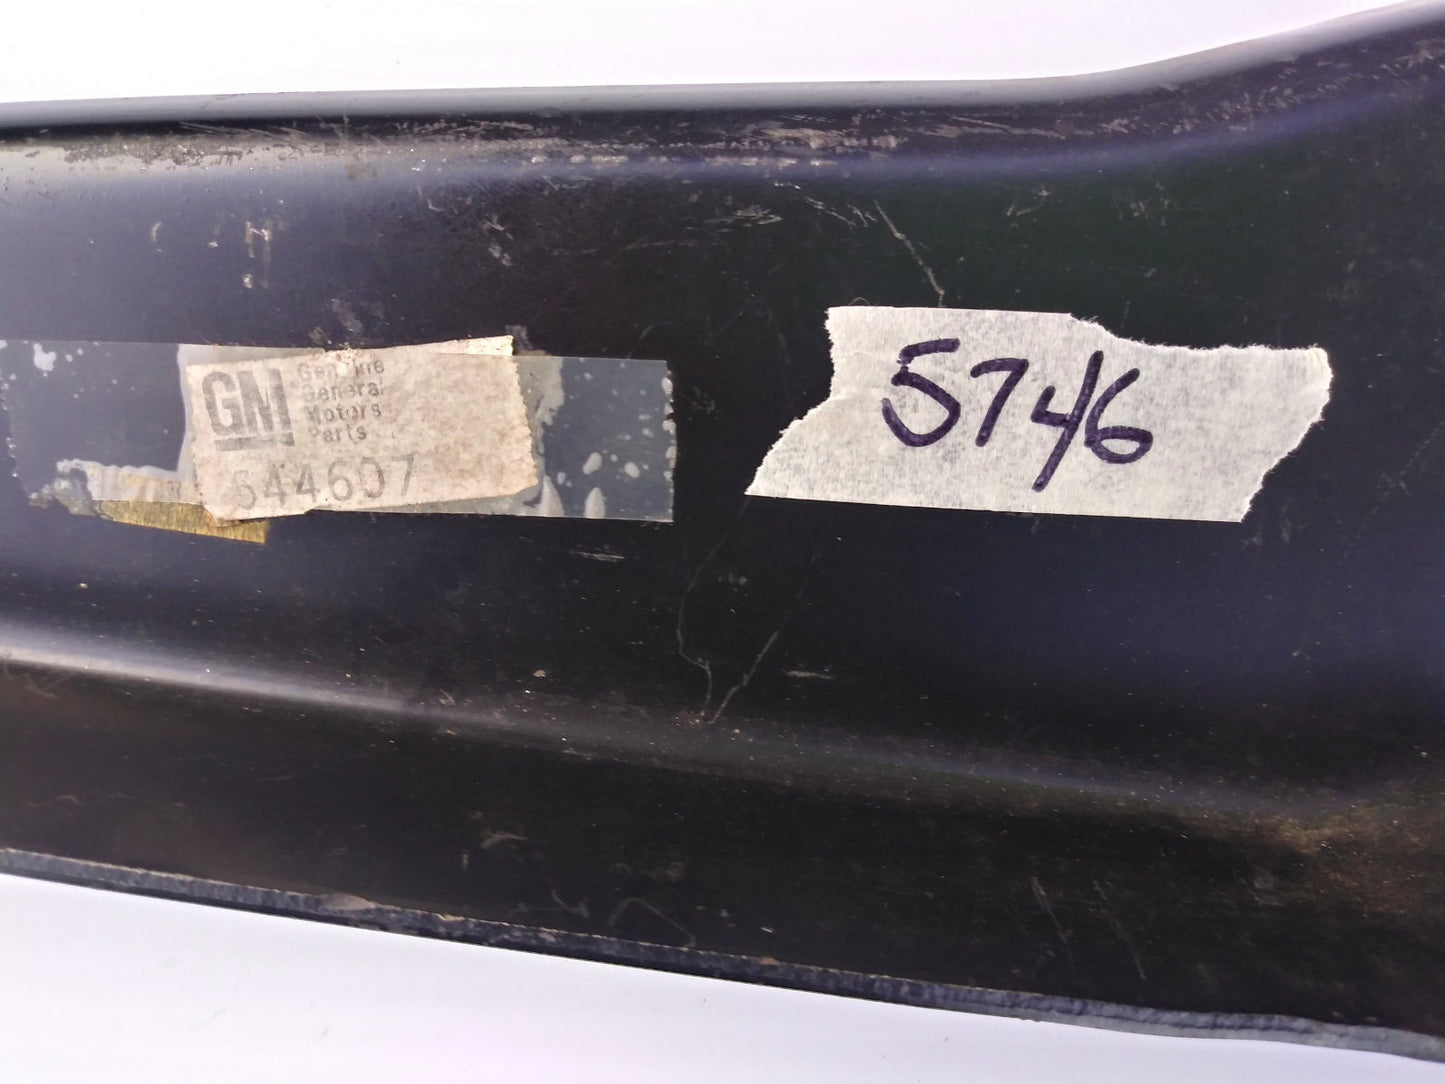 GM
Genuine
General
Motors
Parts
544607
5746